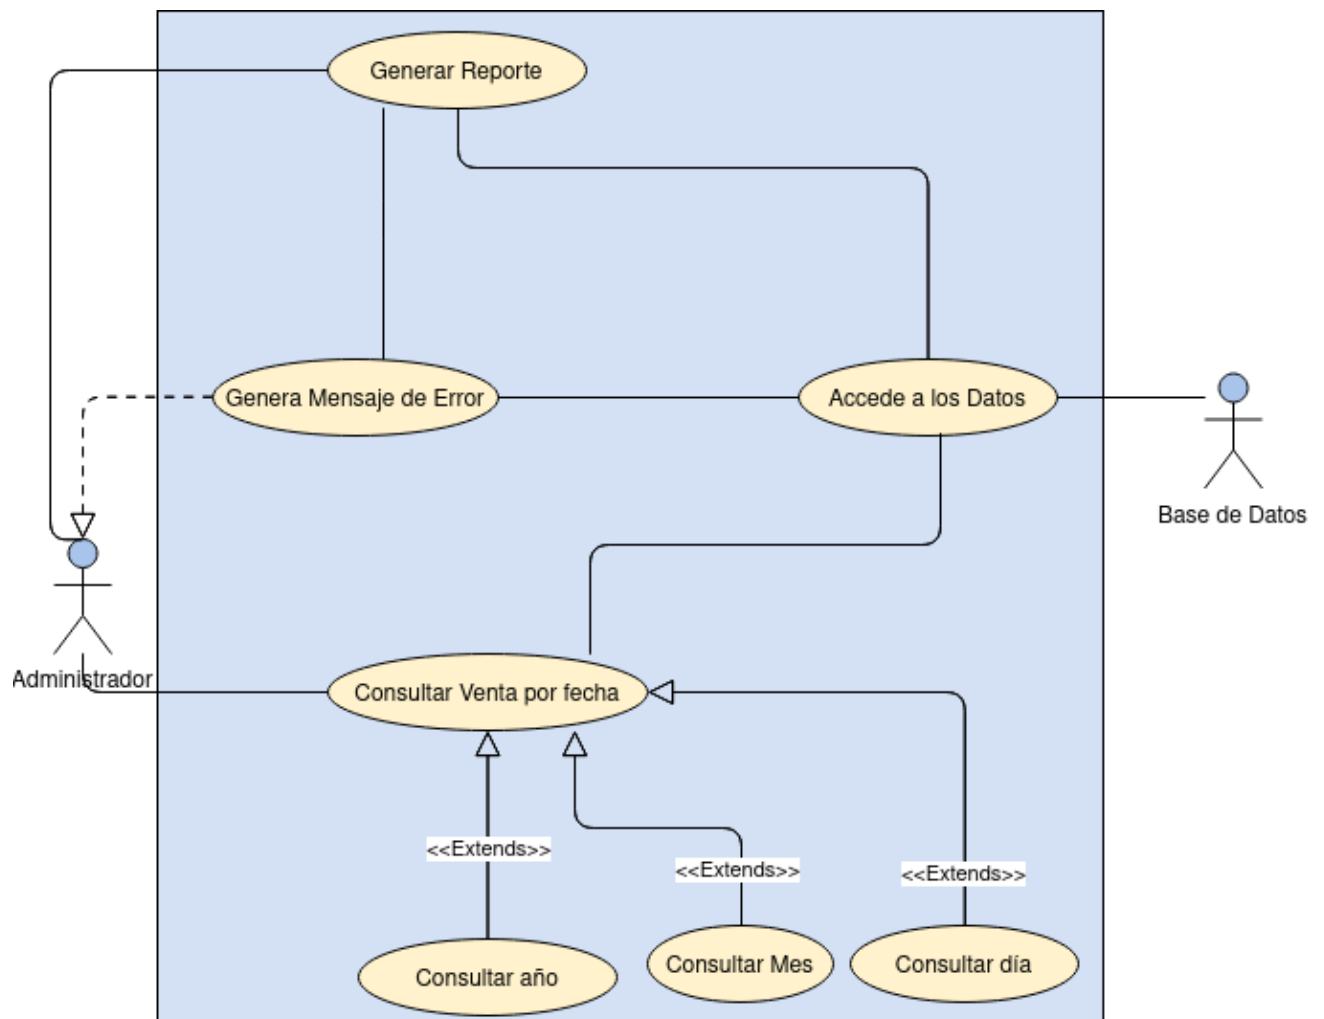 Generar Reporte
Genera Mensaje de Error
Accede a los Datos
Base de Datos
Administrador
Consultar Venta por fecha
<<Extends>>
<<Extends>>
<<Extends>>
Consultar año
Consultar Mes
Consultar día